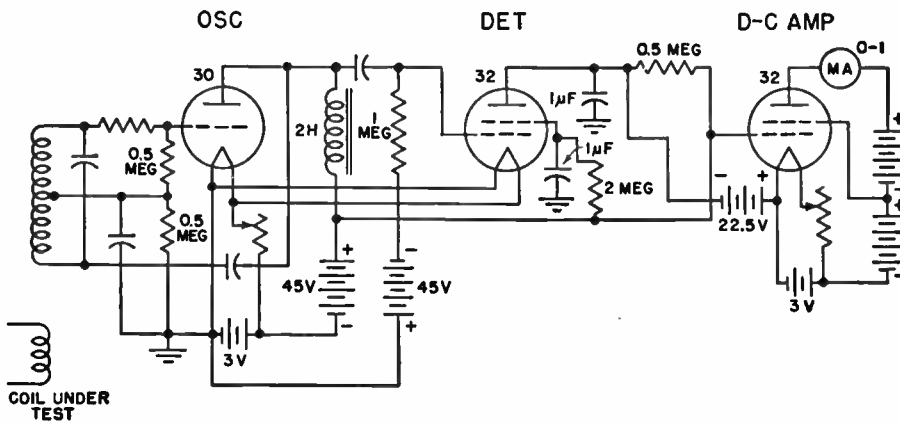 OSC
DET
D-C AMP
30
32
32
0-1
MA
0.5 MEG
1µF
2H
1 MEG
0.5 MEG
1µF
2 MEG
0.5 MEG
- +
22.5V
+ -
+ -
+ -
45V
- +
45V
3V
3V
COIL UNDER
TEST